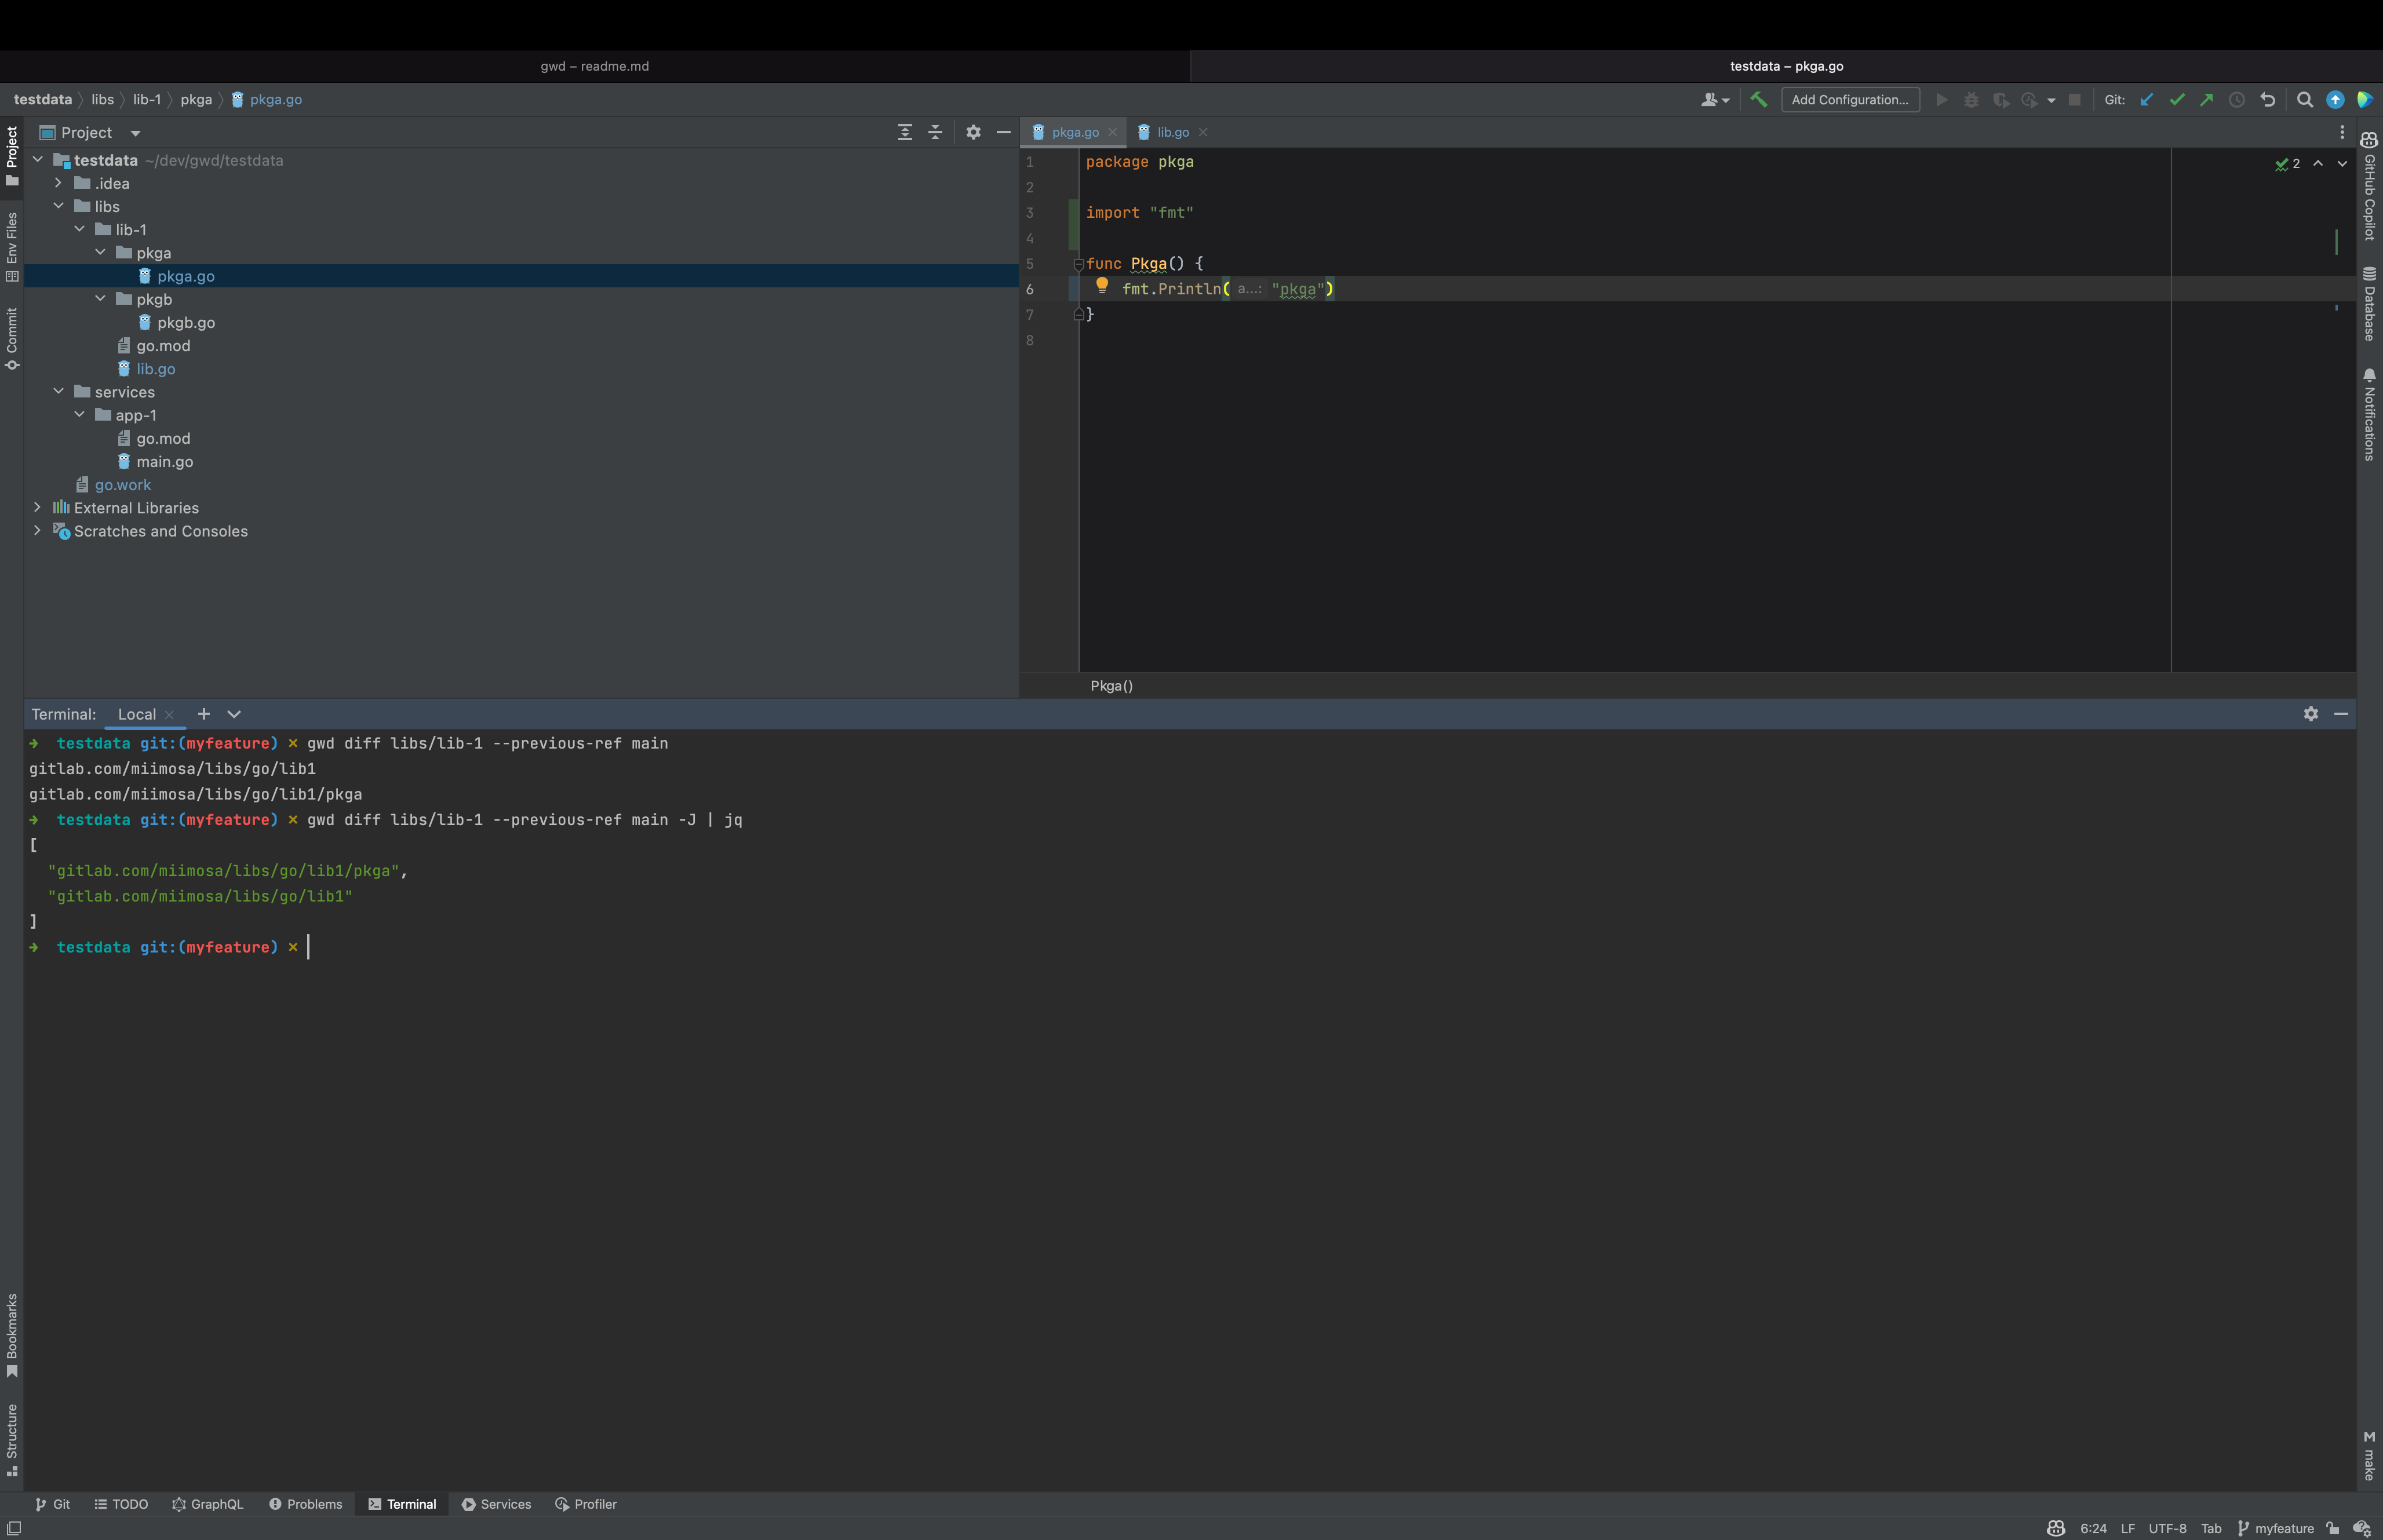 gwd – readme.md
testdata – pkga.go
testdata libs lib-1 pkga pkga.go
Add Configuration...
Git:
Project
pkga.go
lib.go
testdata ~/dev/gwd/testdata
.idea
libs
lib-1
pkga
pkga.go
pkgb
pkgb.go
go.mod
lib.go
services
app-1
go.mod
main.go
go.work
External Libraries
Scratches and Consoles
Project
Env Files
Commit
Bookmarks
Structure
1 package pkga
2
3 import "fmt"
4
5 func Pkga() {
6 fmt.Println( a...: "pkga")
7 }
8
2
Pkga()
GitHub Copilot
Database
Notifications
make
Terminal: Local
➜ testdata git:(myfeature) ✗ gwd diff libs/lib-1 --previous-ref main
gitlab.com/miimosa/libs/go/lib1
gitlab.com/miimosa/libs/go/lib1/pkga
➜ testdata git:(myfeature) ✗ gwd diff libs/lib-1 --previous-ref main -J | jq
[
"gitlab.com/miimosa/libs/go/lib1/pkga",
"gitlab.com/miimosa/libs/go/lib1"
]
➜ testdata git:(myfeature) ✗
Git TODO GraphQL Problems Terminal Services Profiler
6:24 LF UTF-8 Tab myfeature